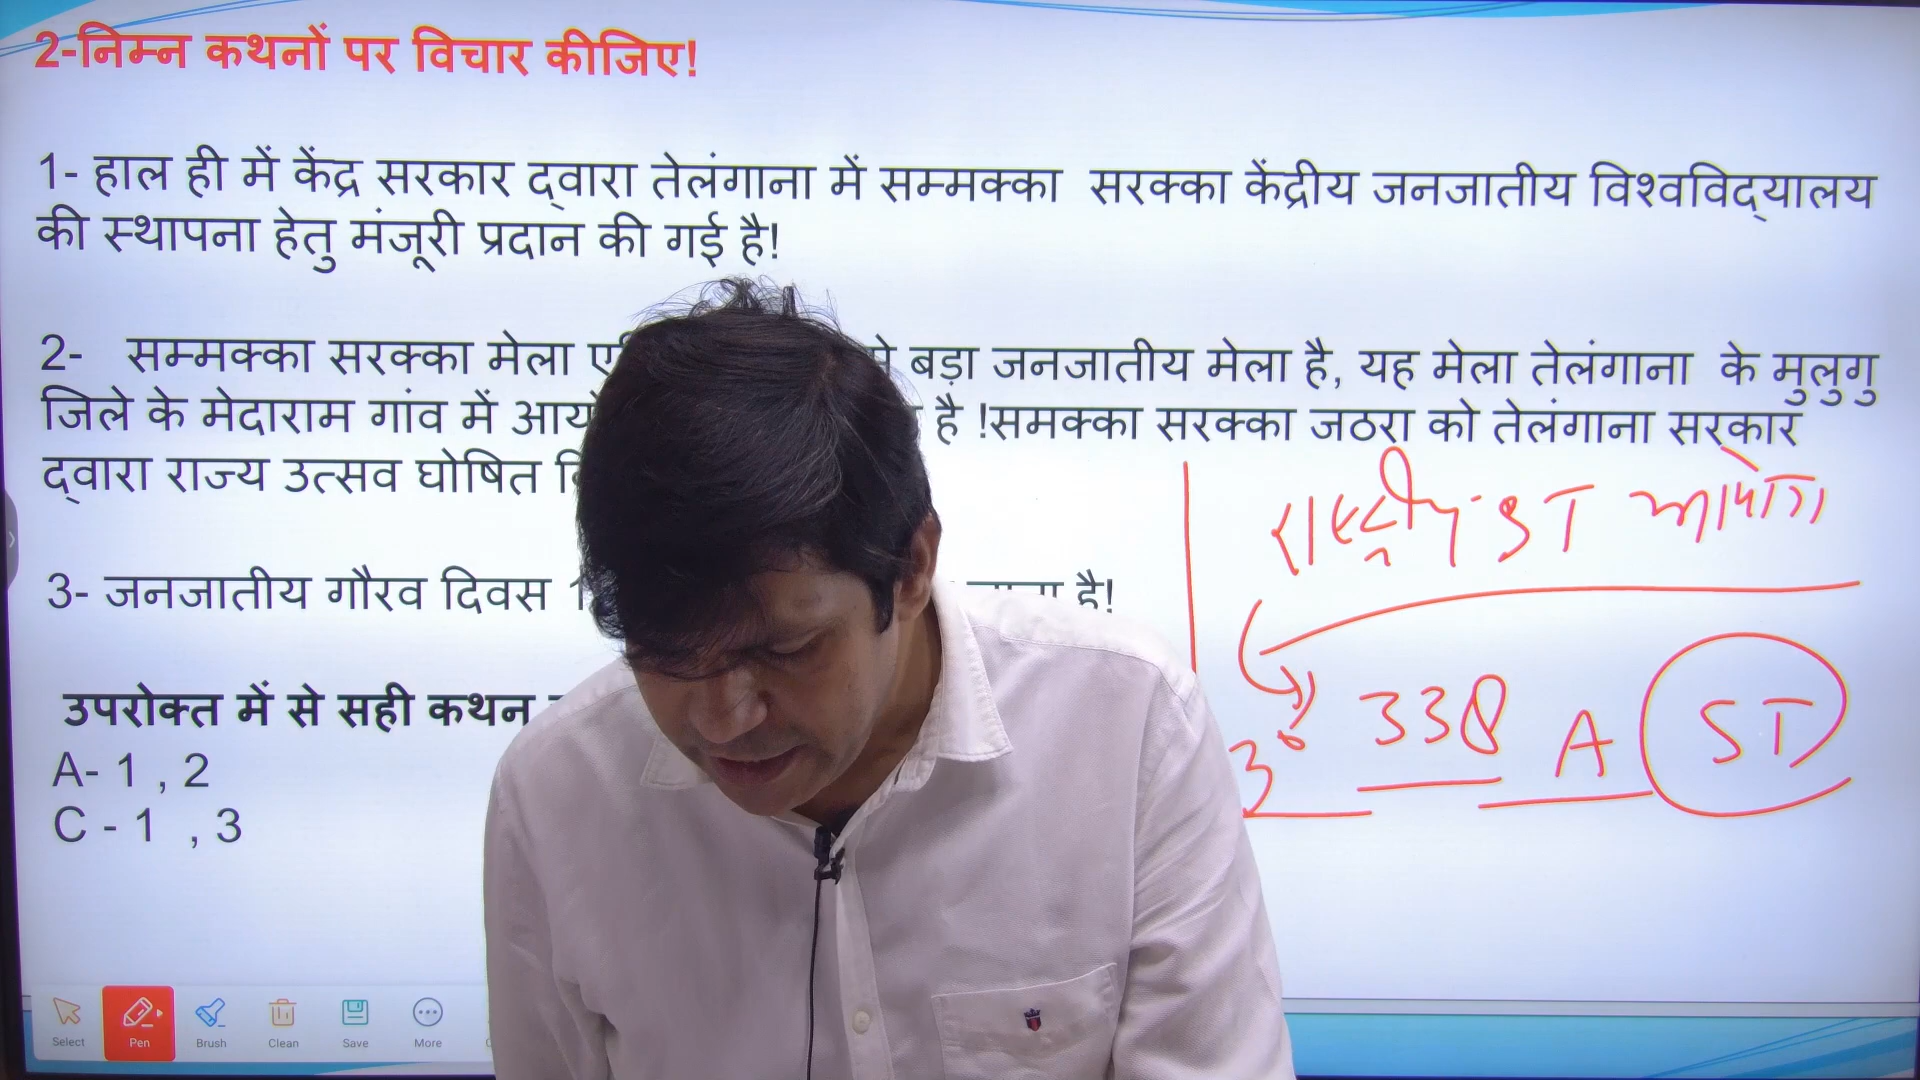 2-निम्न कथनों पर विचार कीजिए!
1- हाल ही में केंद्र सरकार द्वारा तेलंगाना में सम्मक्का सरक्का केंद्रीय जनजातीय विश्वविद्यालय
की स्थापना हेतु मंजूरी प्रदान की गई है!
2- सम्मक्का सरक्का मेला बड़ा जनजातीय मेला है, यह मेला तेलंगाना के मुलुगु
जिले के मेदाराम गांव में है !समक्का सरक्का जठरा को तेलंगाना सरकार
द्वारा राज्य उत्सव घोषित
राष्ट्रीय ST आयोग
3- जनजातीय गौरव दिवस है!
338 A ST
उपरोक्त में से सही कथन
A- 1 , 2
C - 1 , 3
Select Pen Brush Clean Save More